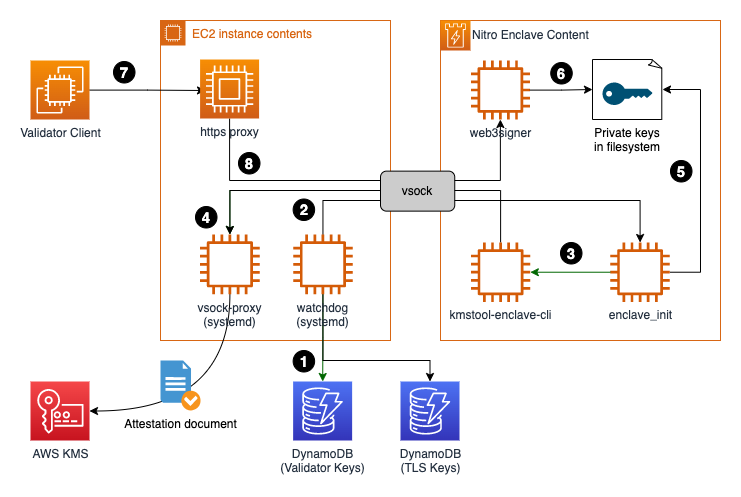 EC2 instance contents
Nitro Enclave Content
7
6
Validator Client
https proxy
web3signer
Private keys
in filesystem
8
5
vsock
4
2
3
vsock-proxy
(systemd)
watchdog
(systemd)
kmstool-enclave-cli
enclave_init
1
Attestation document
AWS KMS
DynamoDB
(Validator Keys)
DynamoDB
(TLS Keys)